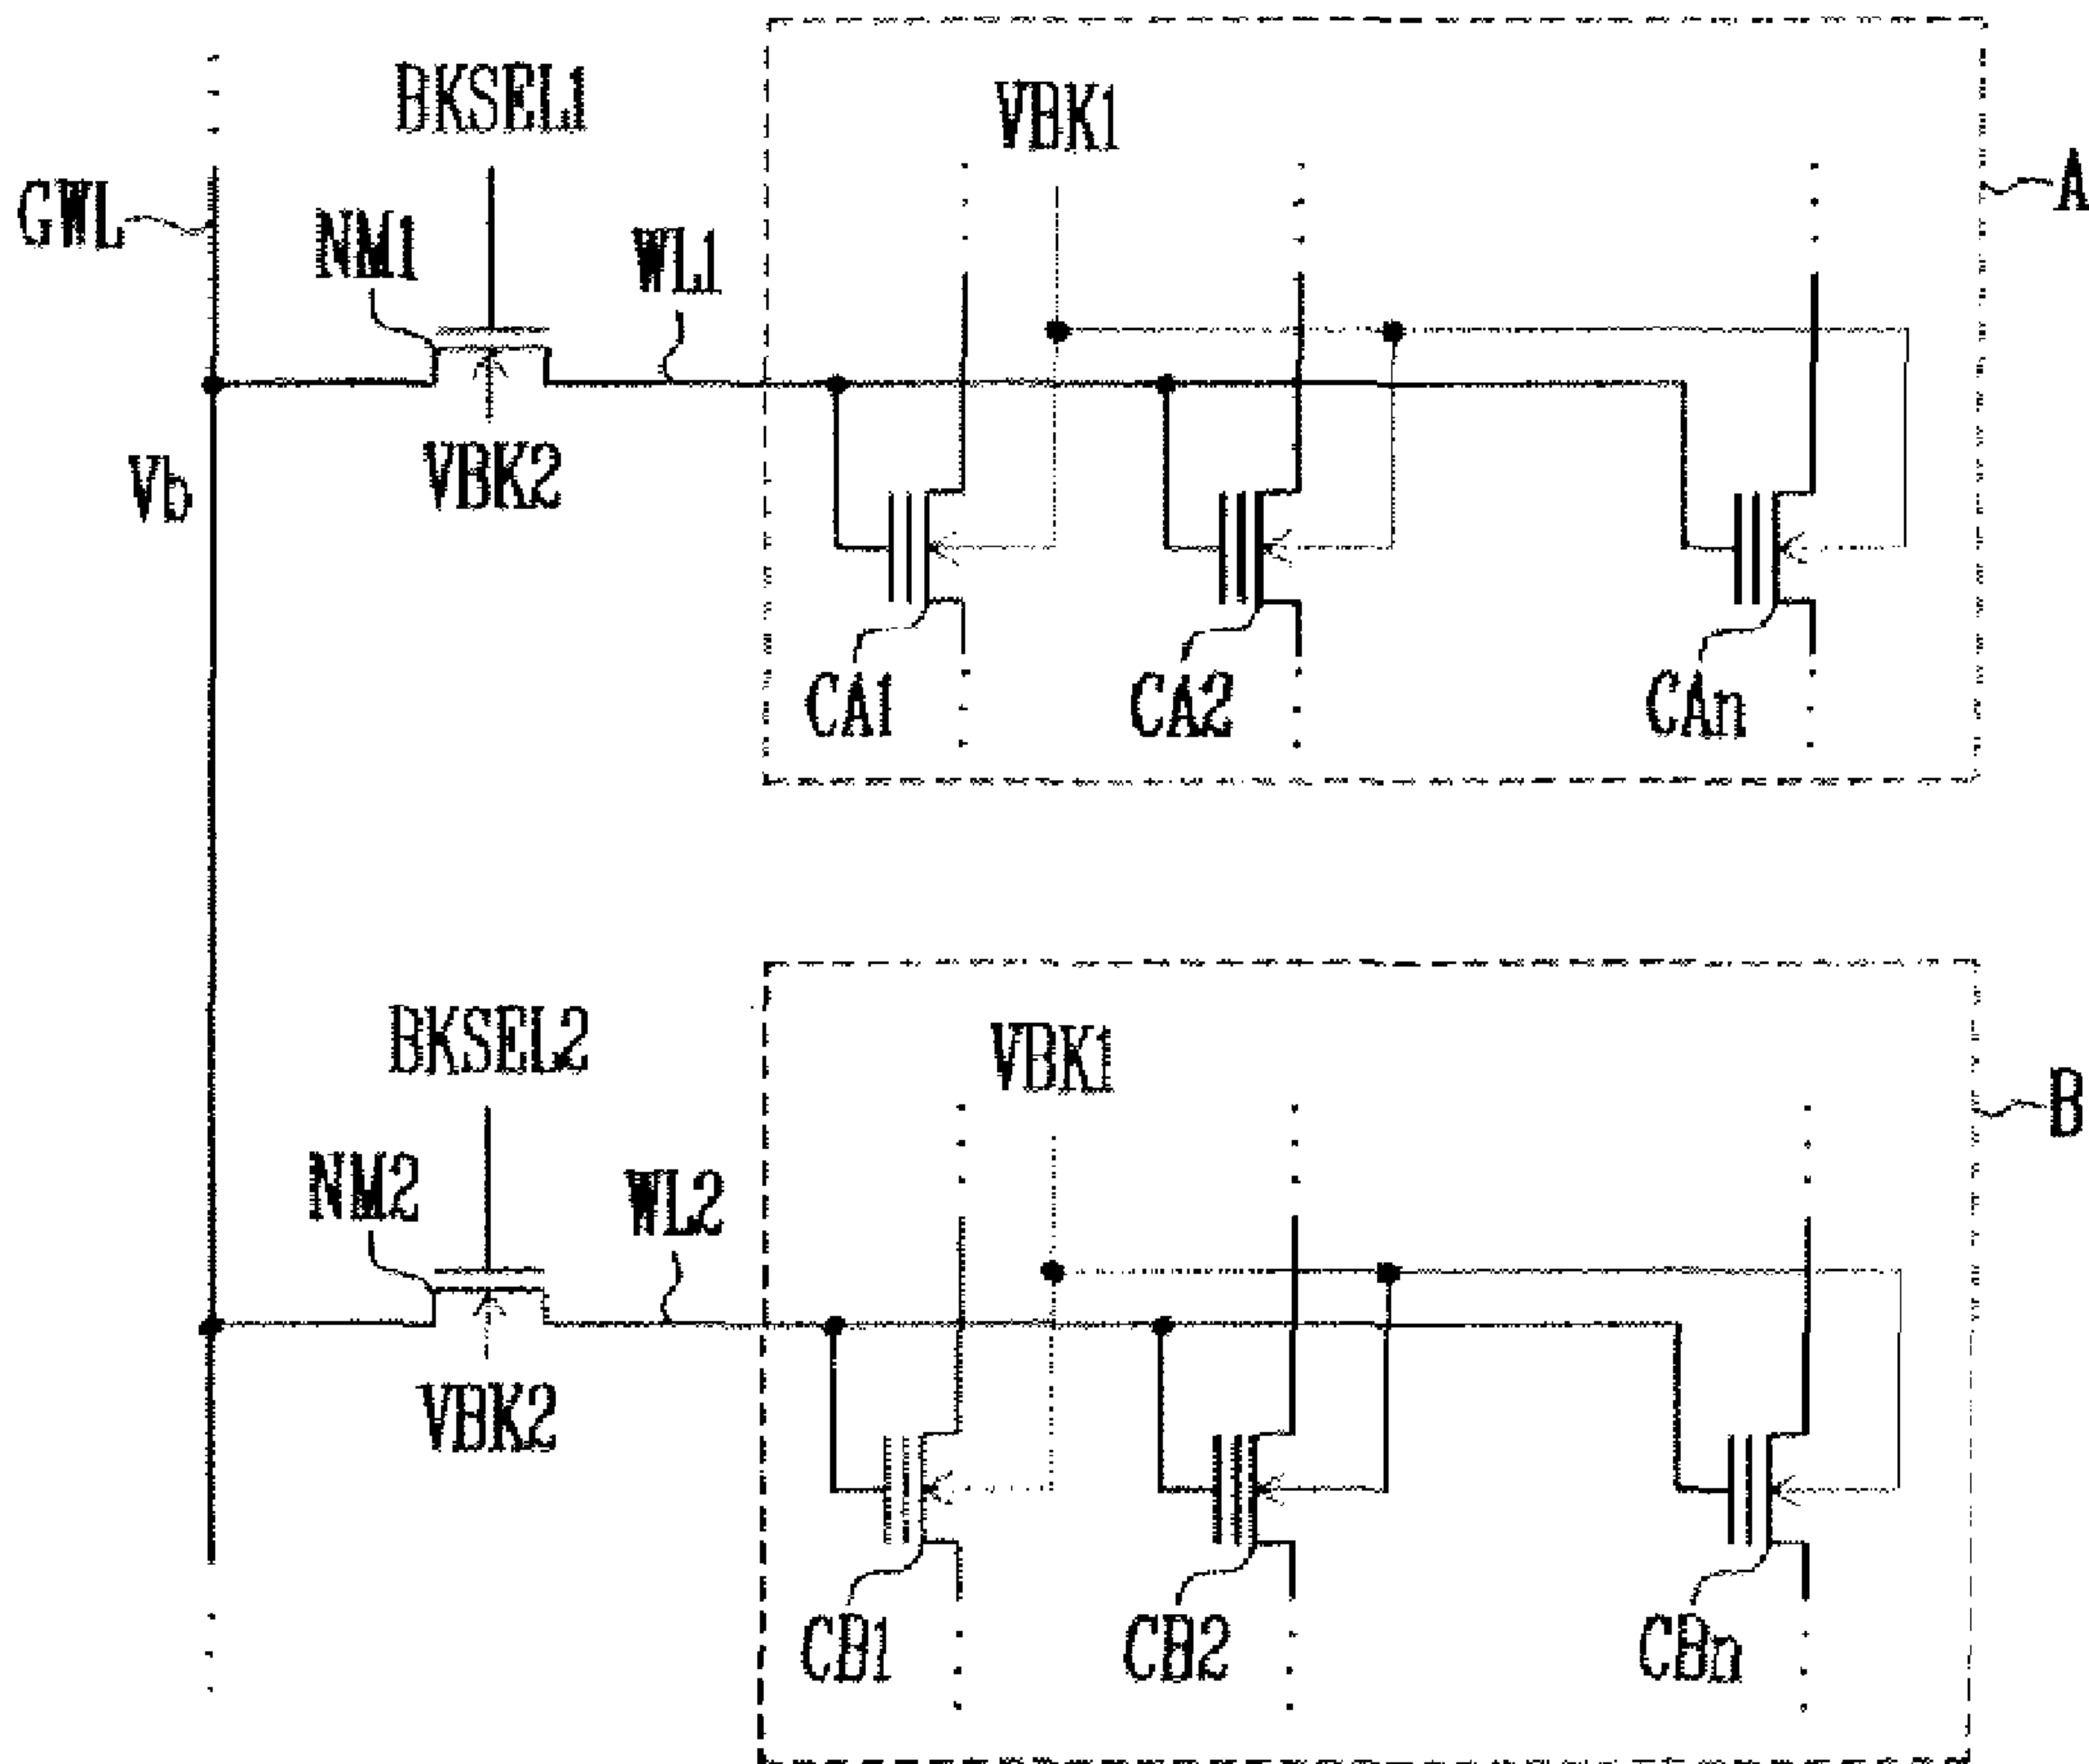 BKSEL1
VBK1
A
GWL
NM1
WL1
Vb
VBK2
CA1
CA2
CAn
BKSEL2
VBK1
B
NM2
WL2
VBK2
CB1
CB2
CBn